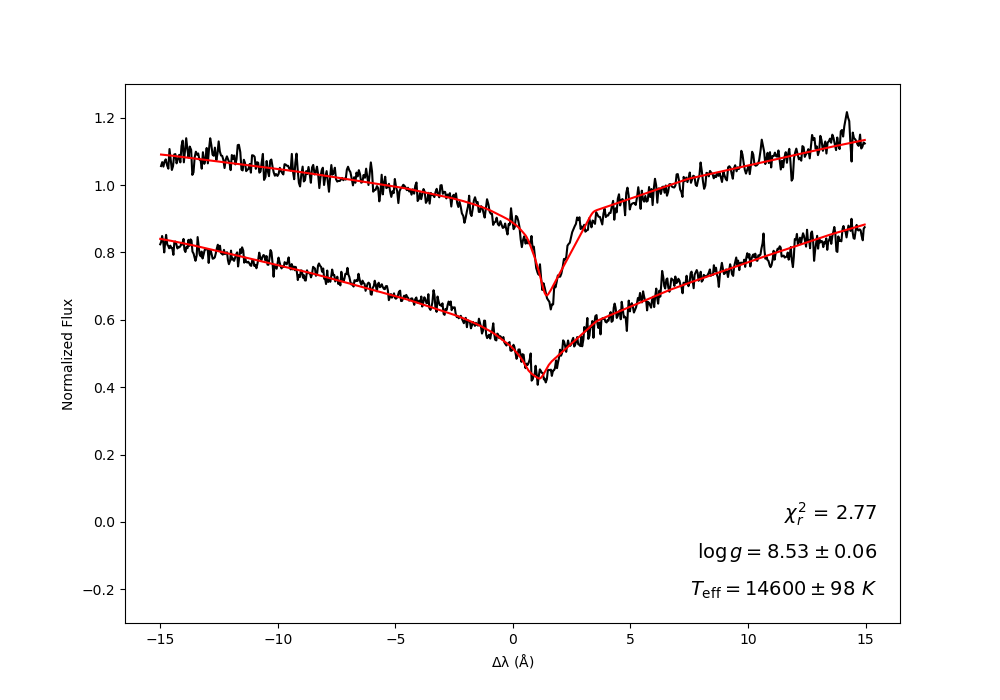 1.2
1.0
0.8
0.6
0.4
0.2
0.0
−0.2
Normalized Flux
χ²ᵣ = 2.77
log g = 8.53 ± 0.06
T_eff = 14600 ± 98 K
−15 −10 −5 0 5 10 15
Δλ (Å)